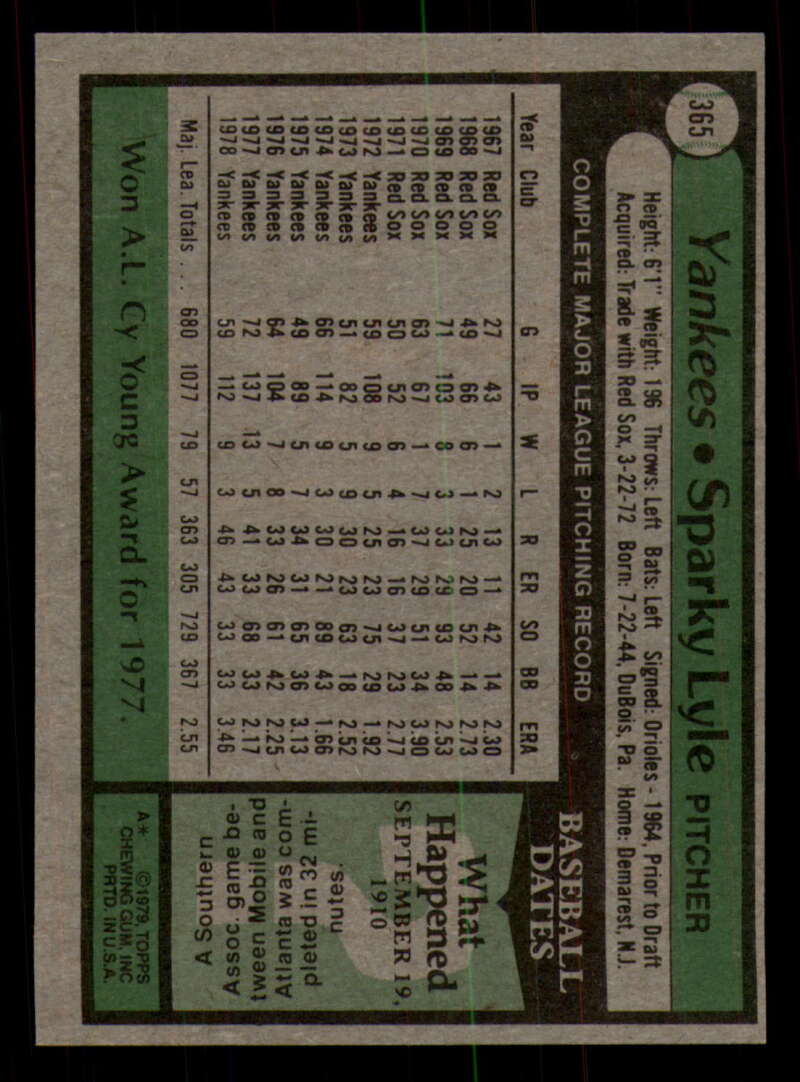 365
Yankees • Sparky Lyle PITCHER
Height: 6'1" Weight: 196 Throws: Left Bats: Left Signed: Orioles - 1964, Prior to Draft
Acquired: Trade with Red Sox, 3-22-72 Born: 7-22-44, DuBois, Pa. Home: Demarest, N.J.
COMPLETE MAJOR LEAGUE PITCHING RECORD
Year Club G IP W L R ER SO BB ERA
1967 Red Sox 27 43 1 2 13 11 42 14 2.30
1968 Red Sox 49 66 6 1 25 20 52 14 2.73
1969 Red Sox 71 103 8 3 33 29 93 48 2.53
1970 Red Sox 63 67 1 7 37 29 51 34 3.90
1971 Red Sox 50 52 6 4 16 16 37 23 2.77
1972 Yankees 59 108 9 5 25 23 75 29 1.92
1973 Yankees 51 82 5 9 30 23 63 18 2.52
1974 Yankees 66 114 9 3 30 21 89 43 1.66
1975 Yankees 49 89 5 7 34 31 65 36 3.13
1976 Yankees 64 104 7 8 33 26 61 42 2.25
1977 Yankees 72 137 13 5 41 33 68 33 2.17
1978 Yankees 59 112 9 3 46 43 33 33 3.46
Maj. Lea. Totals . . . 680 1077 79 57 363 305 729 367 2.55
Won A.L. Cy Young Award for 1977.
BASEBALL
DATES
What
Happened
SEPTEMBER 19,
1910
A Southern
Assoc. game be-
tween Mobile and
Atlanta was com-
pleted in 32 mi-
nutes.
A* ©1979, TOPPS
CHEWING GUM, INC
PRTD. IN U.S.A.